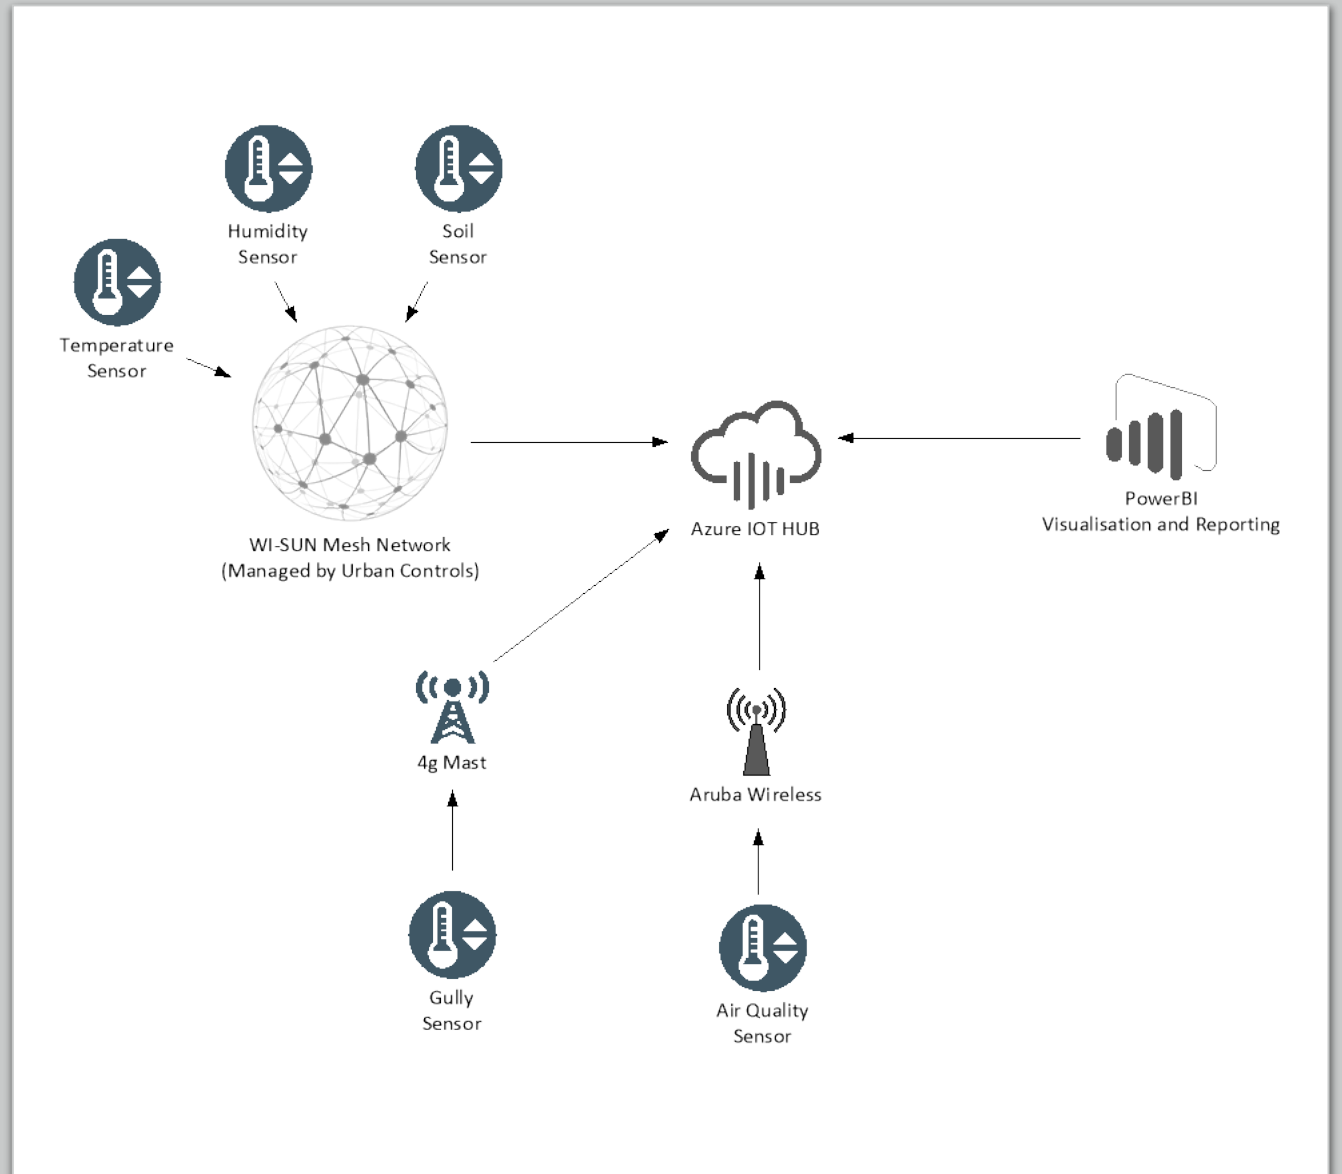 Humidity
Sensor
Soil
Sensor
Temperature
Sensor
WI-SUN Mesh Network
(Managed by Urban Controls)
Azure IOT HUB
PowerBI
Visualisation and Reporting
4g Mast
Aruba Wireless
Gully
Sensor
Air Quality
Sensor